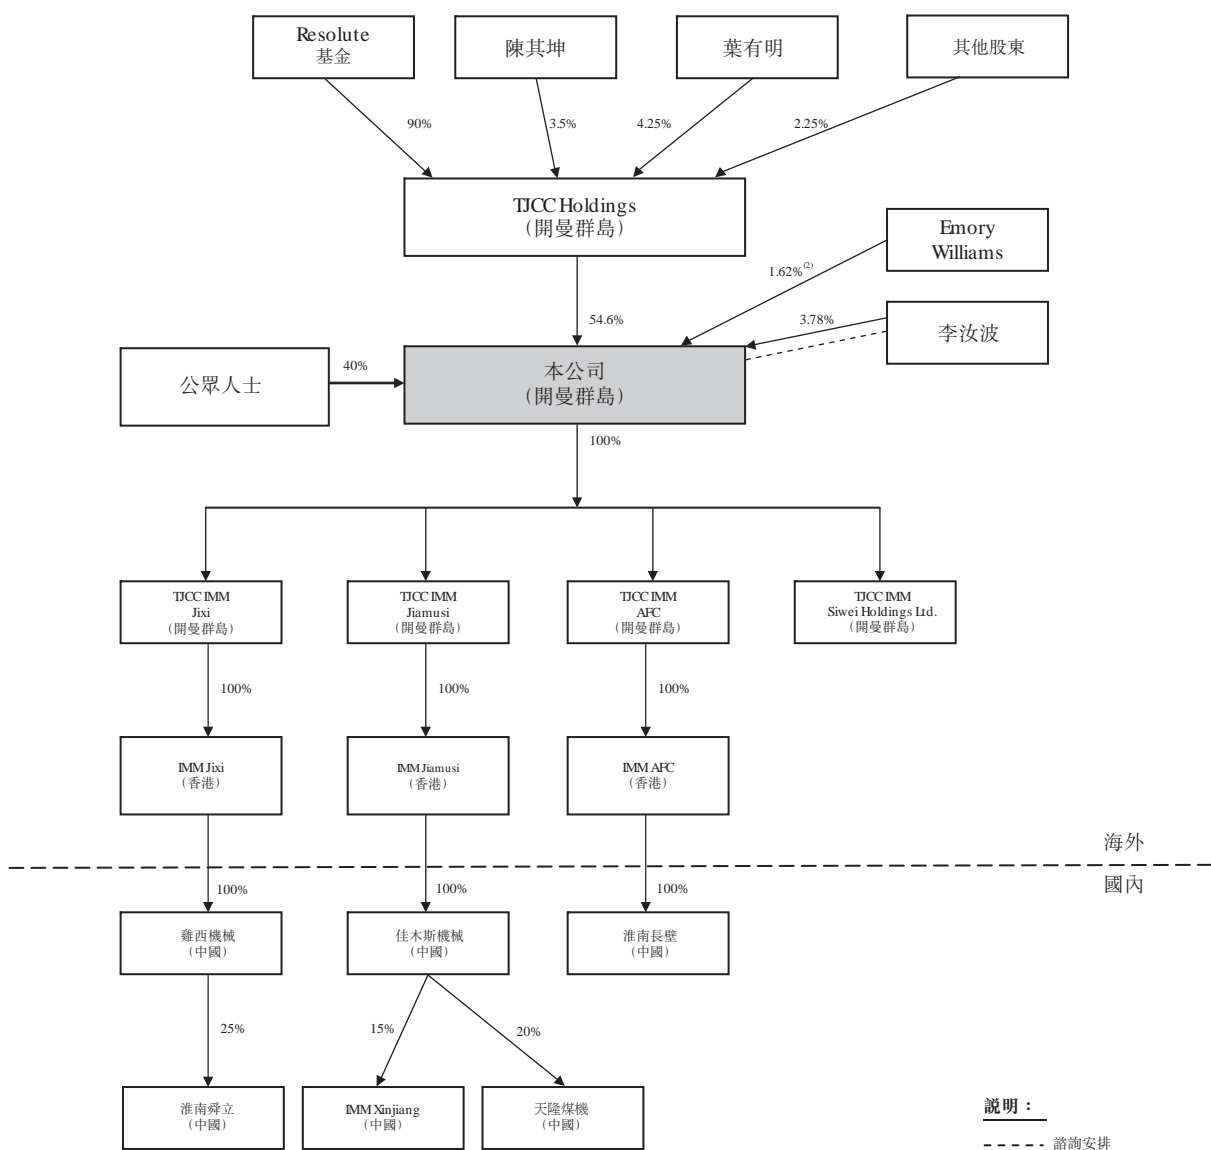 Resolute
基金
陳其坤
葉有明
其他股東
90%
3.5%
4.25%
2.25%
TJCC Holdings
（開曼群島）
Emory
Williams
1.62%(2)
54.6%
3.78%
李汝波
公眾人士
40%
本公司
（開曼群島）
100%
TJCC IMM
Jixi
（開曼群島）
TJCC IMM
Jiamusi
（開曼群島）
TJCC IMM
AFC
（開曼群島）
TJCC IMM
Siwei Holdings Ltd.
（開曼群島）
100%
100%
100%
IMM Jixi
（香港）
IMM Jiamusi
（香港）
IMM AFC
（香港）
海外
國內
100%
100%
100%
雞西機械
（中國）
佳木斯機械
（中國）
淮南長壁
（中國）
25%
15%
20%
淮南舜立
（中國）
IMM Xinjiang
（中國）
天隆煤機
（中國）
説明：
諮詢安排